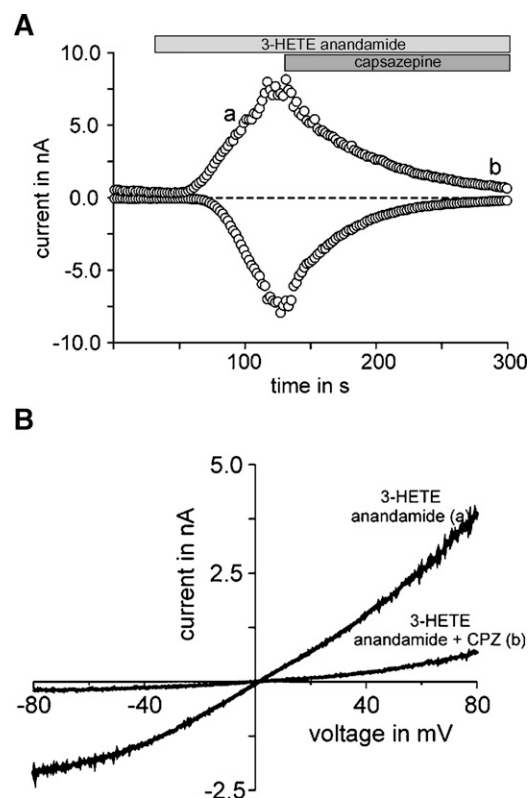 A
3-HETE anandamide
capsazepine
10.0
5.0
0.0
-5.0
-10.0
current in nA
a
b
100
200
300
time in s
B
5.0
2.5
-2.5
current in nA
3-HETE
anandamide (a)
3-HETE
anandamide + CPZ (b)
-80
-40
40
80
voltage in mV